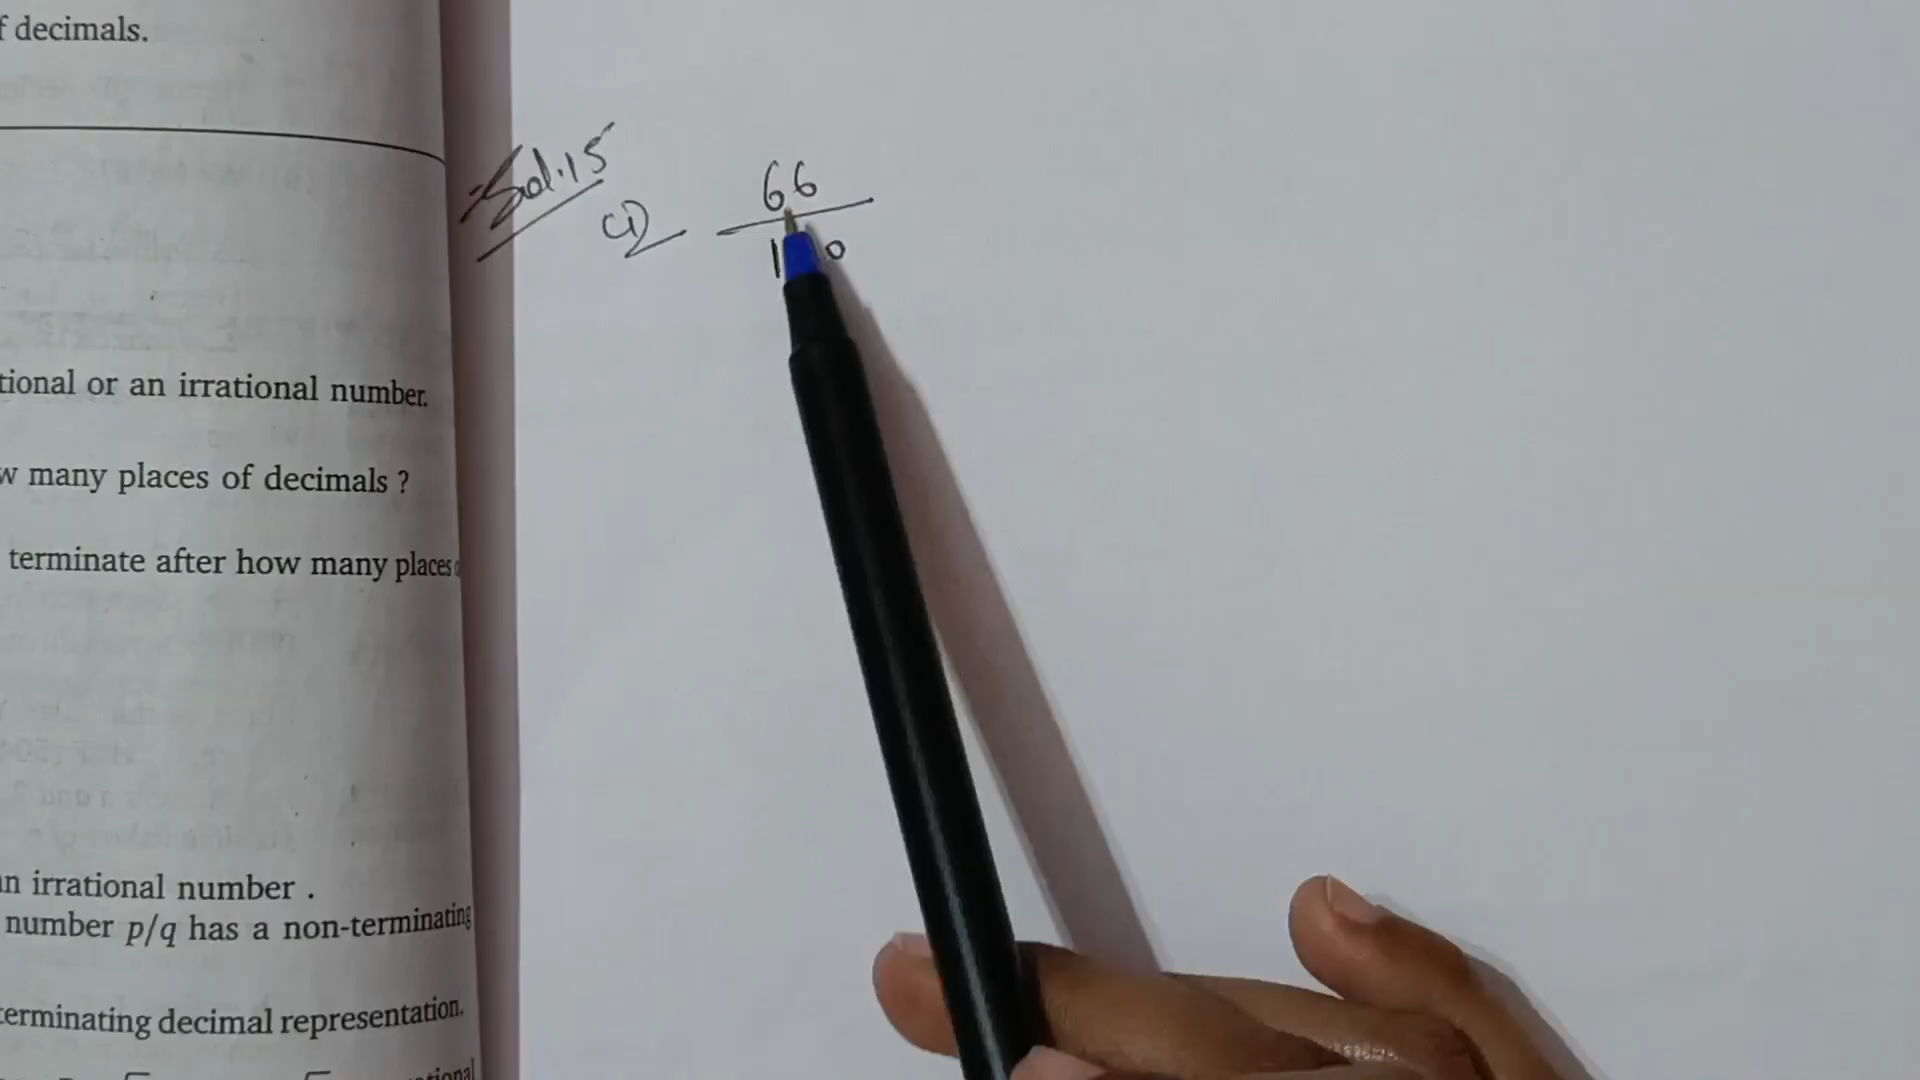 f decimals.
tional or an irrational number.
w many places of decimals ?
terminate after how many places
n irrational number .
number p/q has a non-terminating
erminating decimal representation.
tional
Sol.15
(i)
66